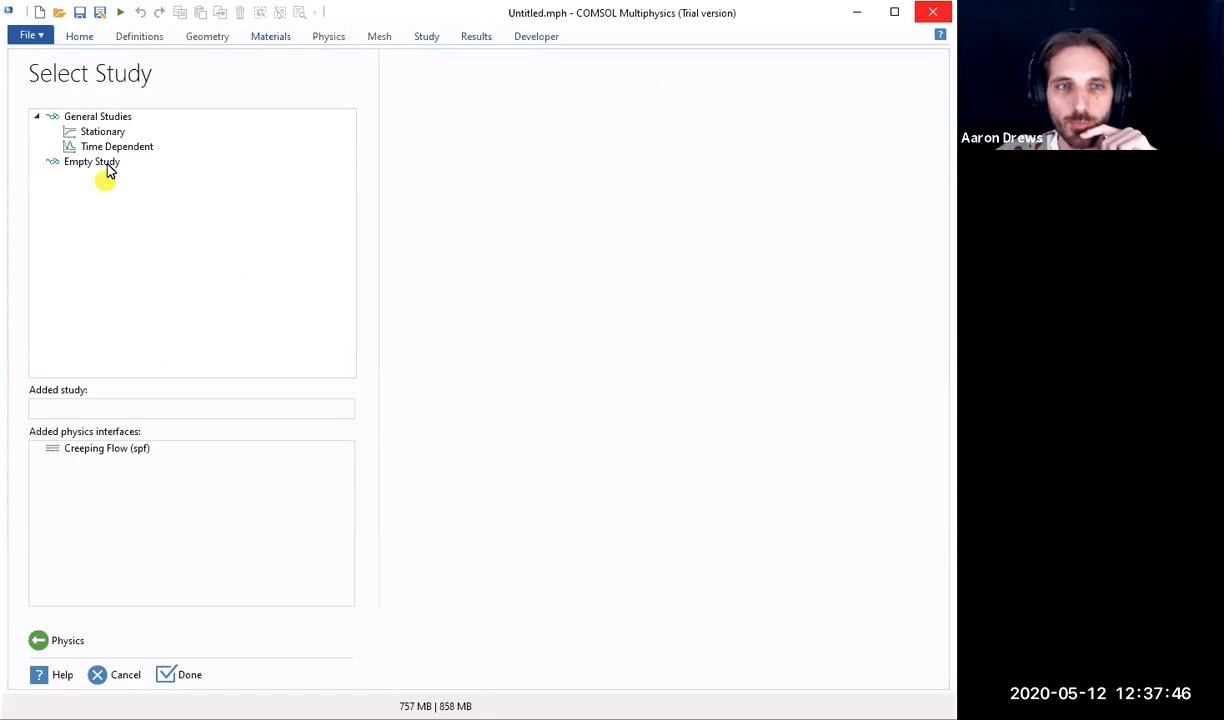 Untitled.mph - COMSOL Multiphysics (Trial version)
File Home Definitions Geometry Materials Physics Mesh Study Results Developer
Select Study
General Studies
Stationary
Time Dependent
Empty Study
Added study:
Added physics interfaces:
Creeping Flow (spf)
Physics
Help Cancel Done
757 MB | 858 MB
Aaron Drews
2020-05-12 12:37:46